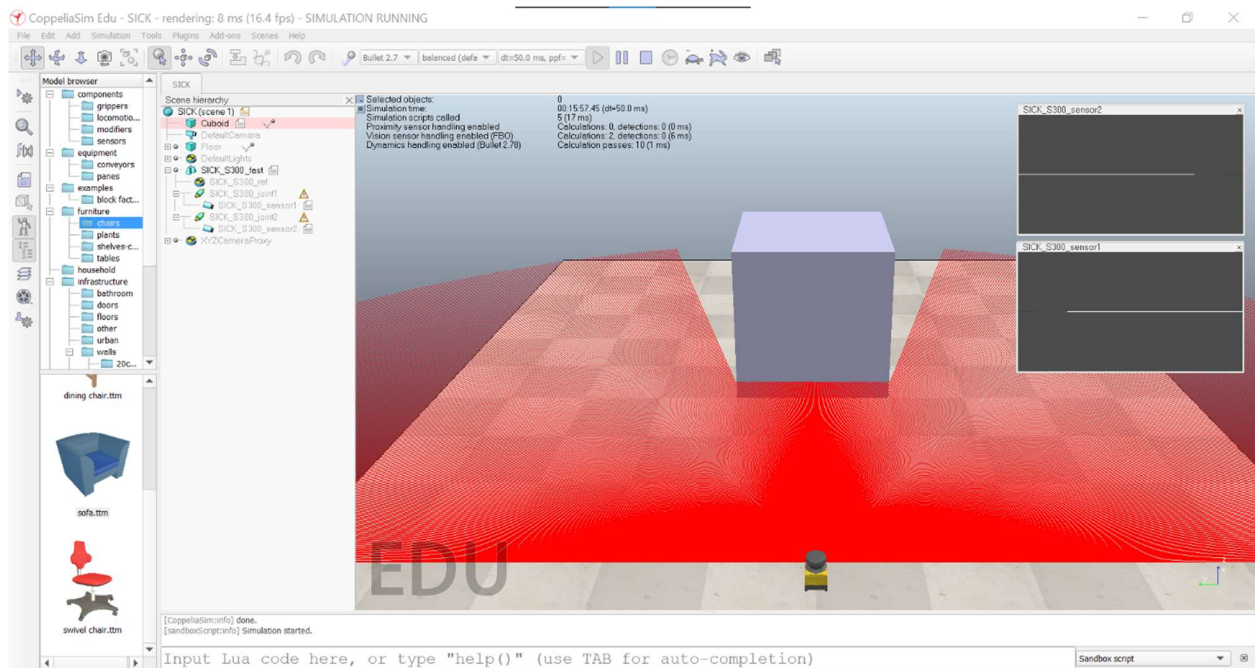 CoppeliaSim Edu - SICK - rendering: 8 ms (16.4 fps) - SIMULATION RUNNING
File Edit Add Simulation Tools Plugins Add-ons Scenes Help
Bullet 2.7 balanced (defa dt=50.0 ms, ppf=
Model browser
components
grippers
locomotio...
modifiers
sensors
equipment
conveyors
panes
examples
block fact...
furniture
chairs
plants
shelves-c...
tables
household
infrastructure
bathroom
doors
floors
other
urban
walls
20c...
dining chair.ttm
sofa.ttm
swivel chair.ttm
SICK
Scene hierarchy
SICK (scene 1)
Cuboid
DefaultCamera
Floor
DefaultLights
SICK_S300_fast
SICK_S300_ref
SICK_S300_joint1
SICK_S300_sensor1
SICK_S300_joint2
SICK_S300_sensor2
XYZCameraProxy
Selected objects: 0
Simulation time: 00:15:57.45 (dt=50.0 ms)
Simulation scripts called 5 (17 ms)
Proximity sensor handling enabled Calculations: 0, detections: 0 (0 ms)
Vision sensor handling enabled (FBO) Calculations: 2, detections: 0 (6 ms)
Dynamics handling enabled (Bullet 2.78) Calculation passes: 10 (1 ms)
SICK_S300_sensor2
SICK_S300_sensor1
EDU
[CoppeliaSim:info] done.
[sandboxScript:info] Simulation started.
Input Lua code here, or type "help()" (use TAB for auto-completion)
Sandbox script